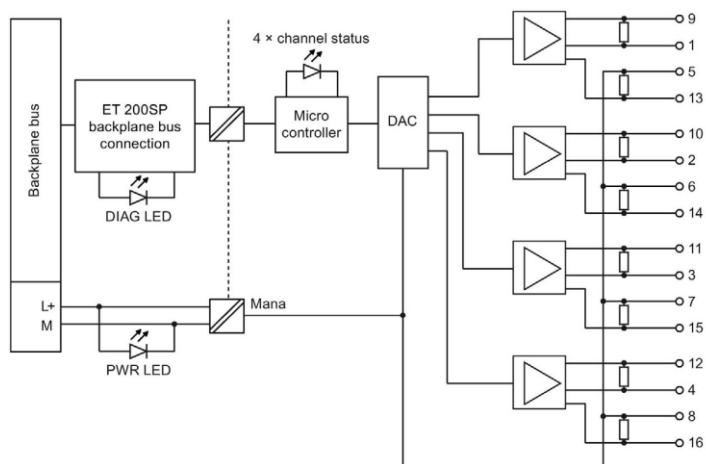 9
4 × channel status
1
5
ET 200SP
backplane bus
connection
Micro
controller
DAC
13
Backplane bus
10
2
6
DIAG LED
14
11
3
L+
Mana
7
M
15
PWR LED
12
4
8
16